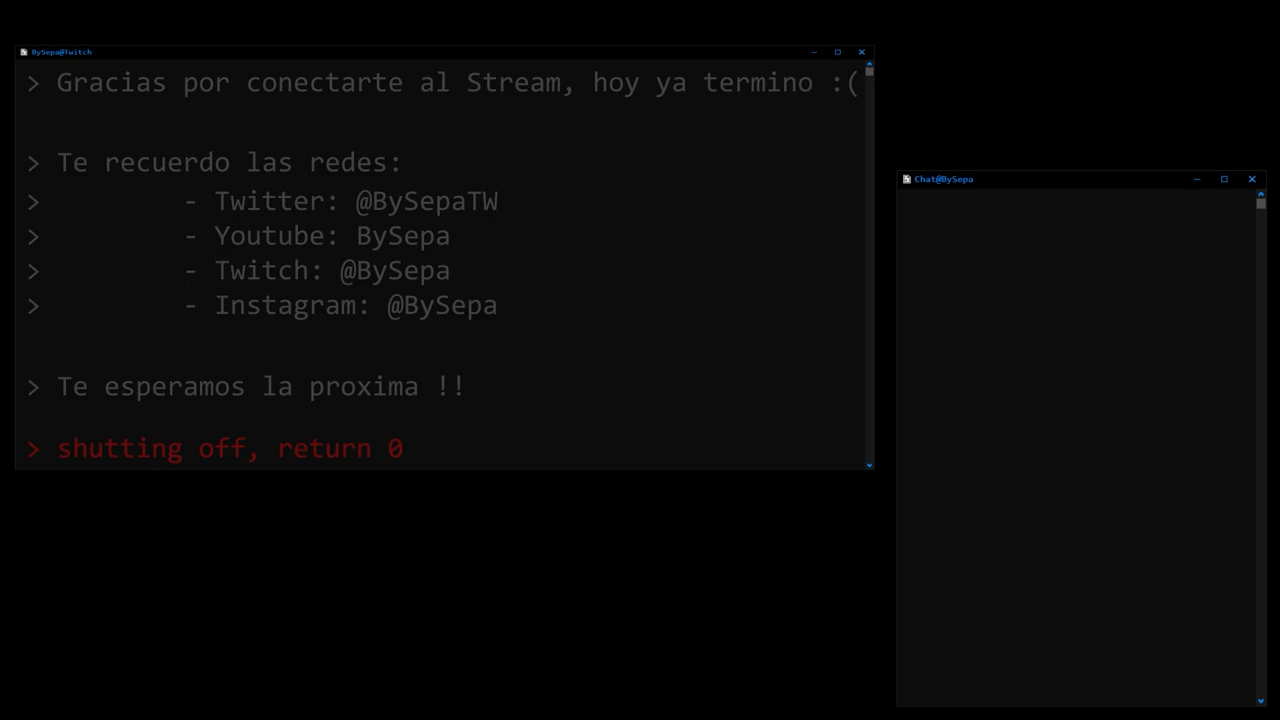 BySepa@Twitch
> Gracias por conectarte al Stream, hoy ya termino :(
> Te recuerdo las redes:
> - Twitter: @BySepaTW
> - Youtube: BySepa
> - Twitch: @BySepa
> - Instagram: @BySepa
> Te esperamos la proxima !!
> shutting off, return 0
Chat@BySepa